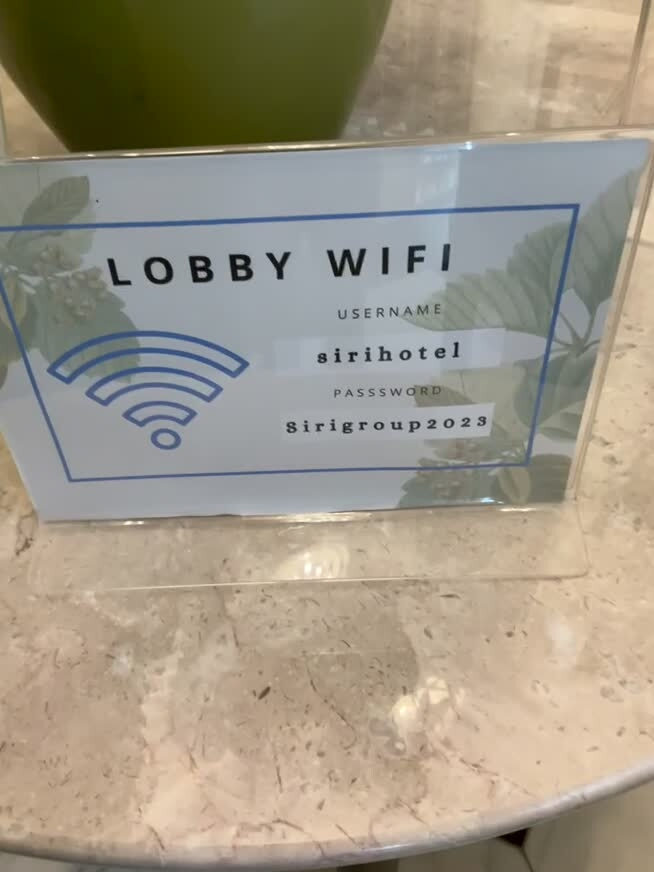 LOBBY WIFI
USERNAME
sirihotel
PASSSWORD
Sirigroup2023